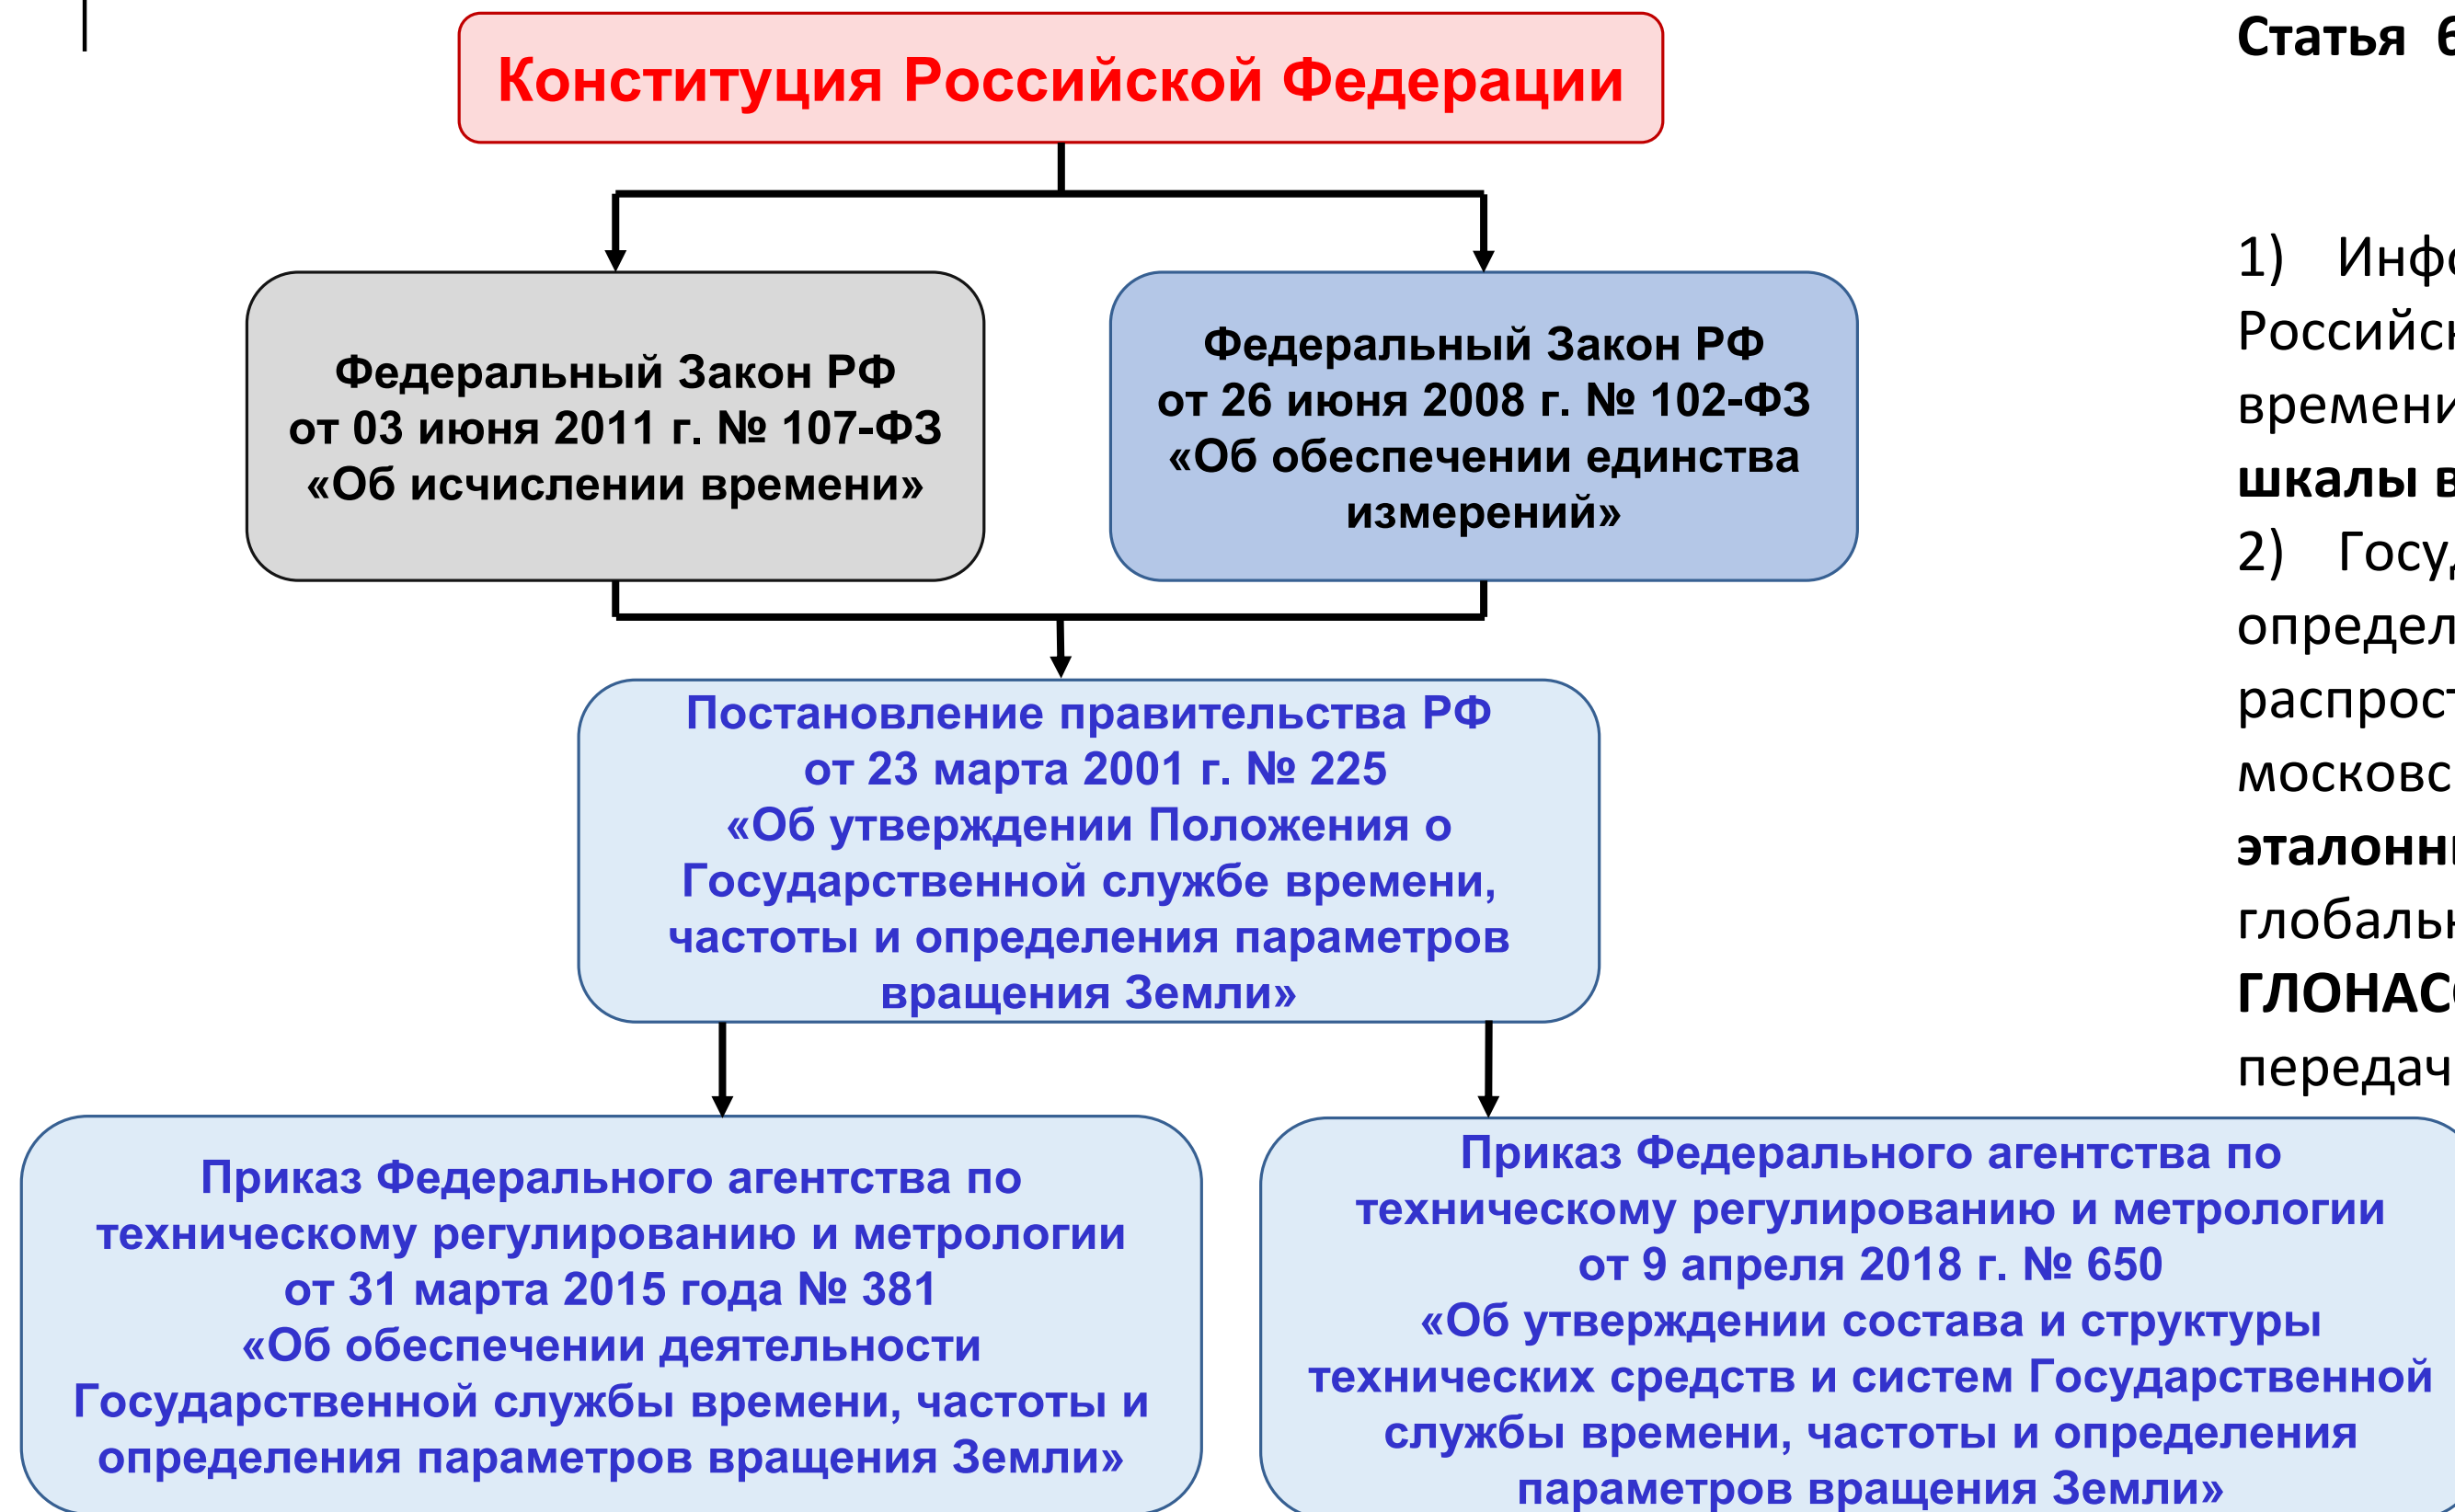 Конституция Российской Федерации
Федеральный Закон РФ
от 03 июня 2011 г. № 107-ФЗ
«Об исчислении времени»
Федеральный Закон РФ
от 26 июня 2008 г. № 102-ФЗ
«Об обеспечении единства
измерений»
Постановление правительства РФ
от 23 марта 2001 г. № 225
«Об утверждении Положения о
Государственной службе времени,
частоты и определения параметров
вращения Земли»
Приказ Федерального агентства по
техническому регулированию и метрологии
от 31 марта 2015 года № 381
«Об обеспечении деятельности
Государственной службы времени, частоты и
определения параметров вращения Земли»
Приказ Федерального агентства по
техническому регулированию и метрологии
от 9 апреля 2018 г. № 650
«Об утверждении состава и структуры
технических средств и систем Государственной
службы времени, частоты и определения
параметров вращения Земли»
Статья
1)
времени
шкалы
2)